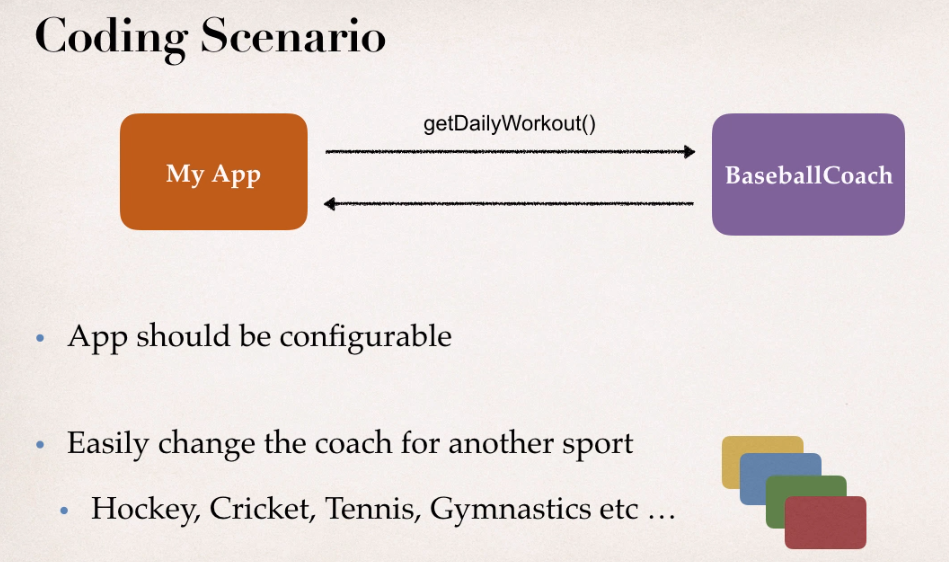 Coding Scenario
getDailyWorkout()
My App
BaseballCoach
• App should be configurable
• Easily change the coach for another sport
• Hockey, Cricket, Tennis, Gymnastics etc …